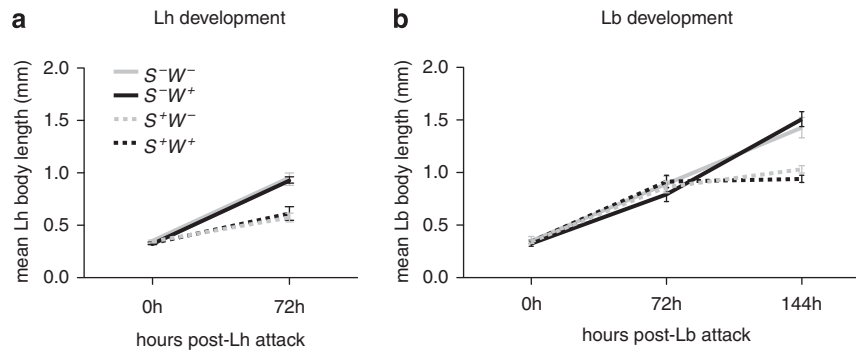 a
Lh development
mean Lh body length (mm)
2.0
1.5
1.0
0.5
0.0
S⁻W⁻
S⁻W⁺
S⁺W⁻
S⁺W⁺
0h
72h
hours post-Lh attack
b
Lb development
mean Lb body length (mm)
2.0
1.5
1.0
0.5
0.0
0h
72h
144h
hours post-Lb attack